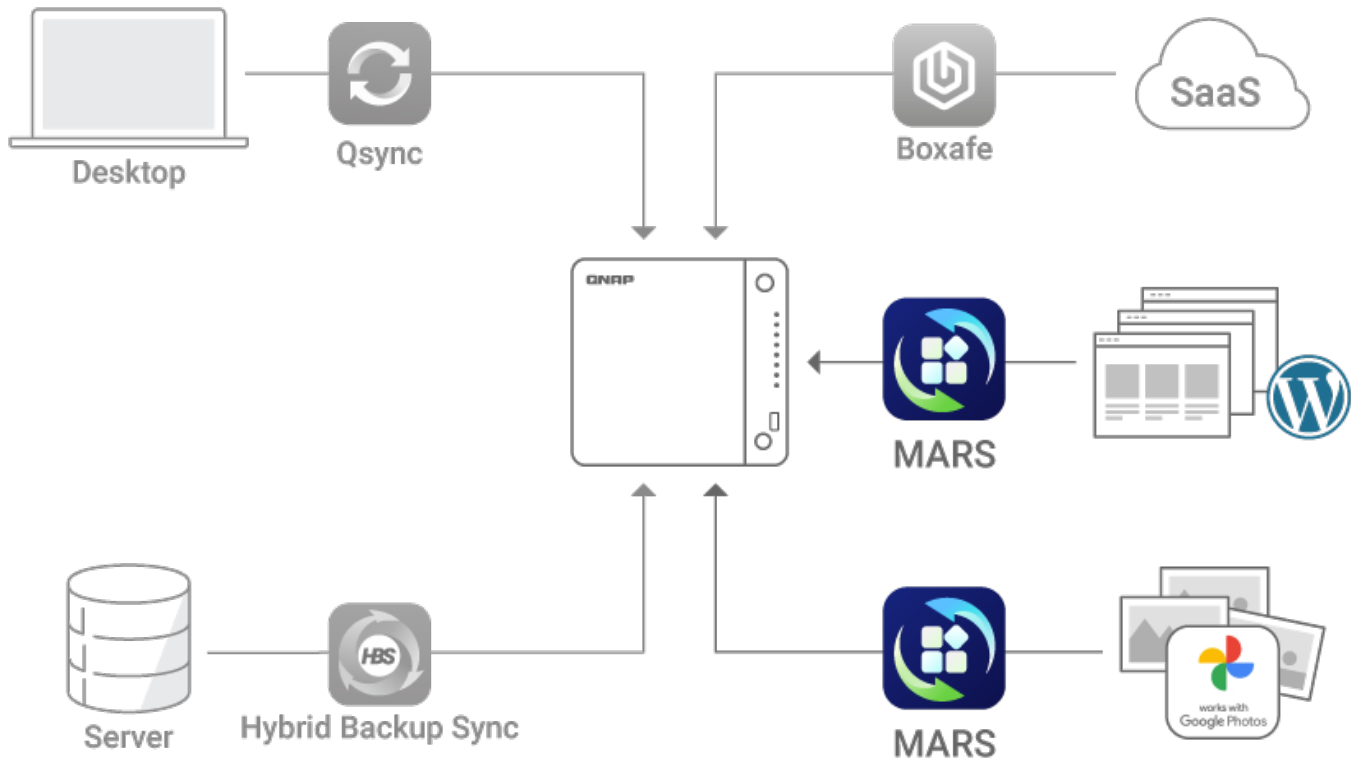 Desktop
Qsync
Boxafe
SaaS
QNAP
MARS
Server
HBS
Hybrid Backup Sync
MARS
works with
Google Photos